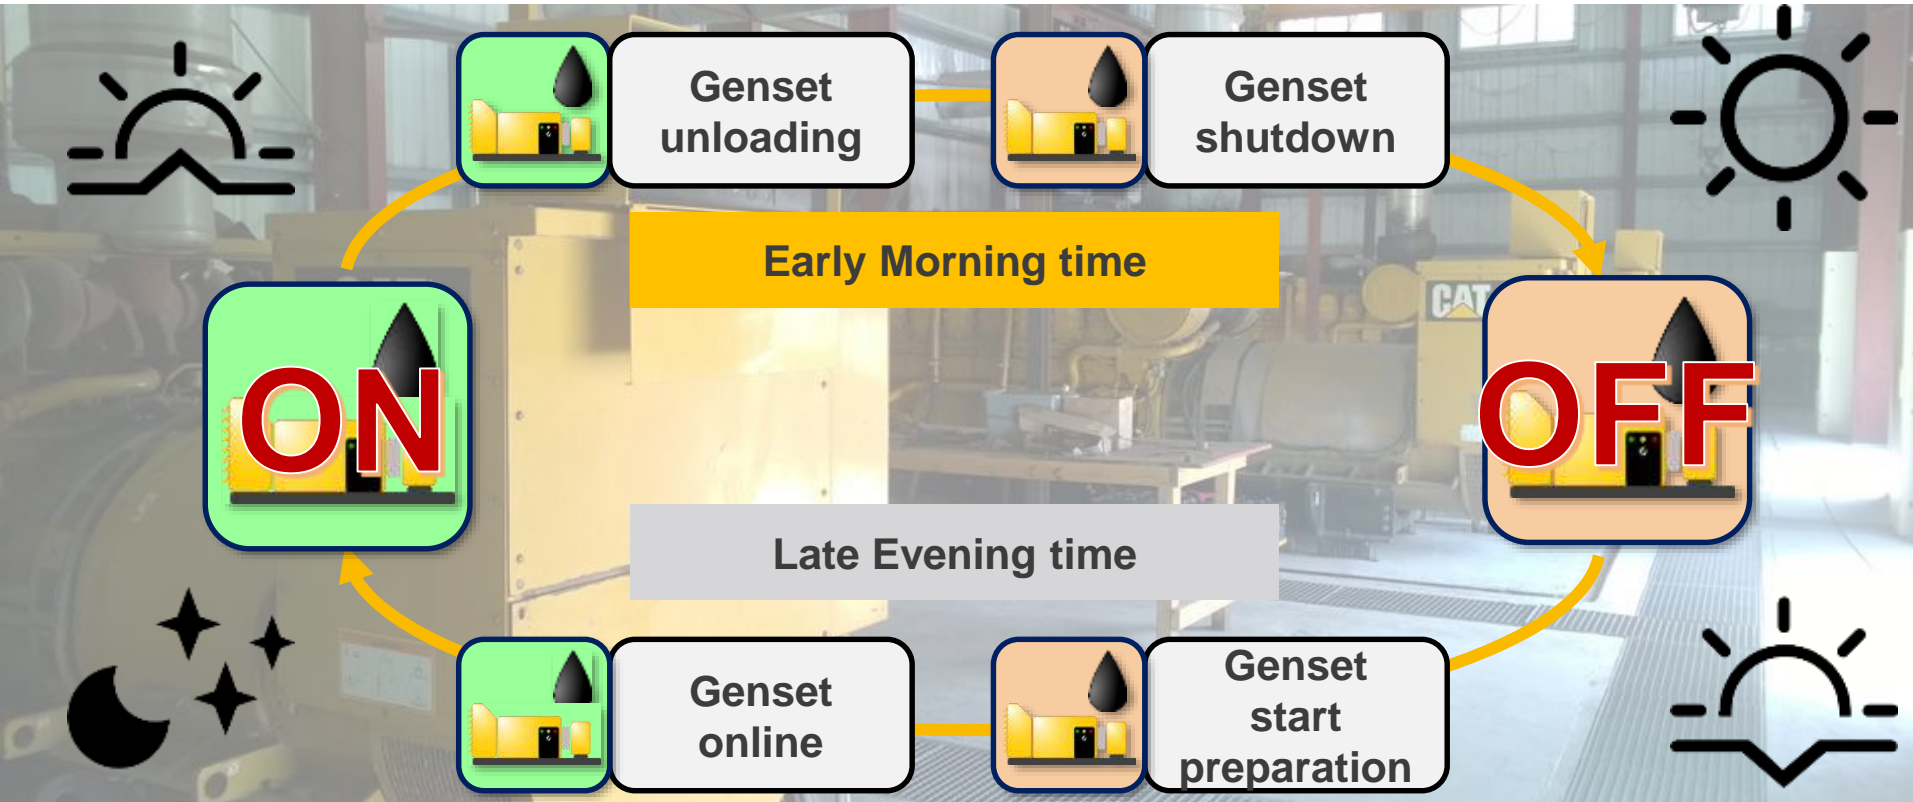 Genset
unloading
Genset
shutdown
Early Morning time
CAT
ON
OFF
Late Evening time
Genset
online
Genset
start
preparation